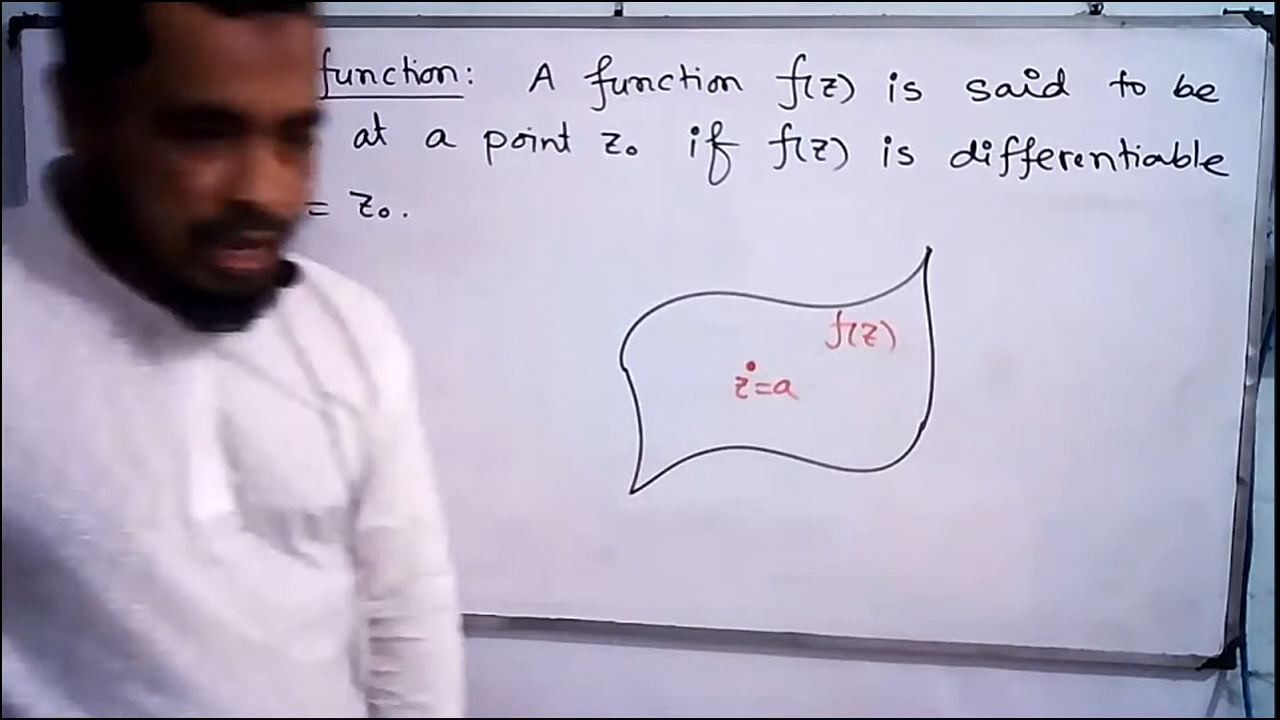 function: A function f(z) is said to be
at a point z₀ if f(z) is differentiable
= z₀.
f(z)
z=a